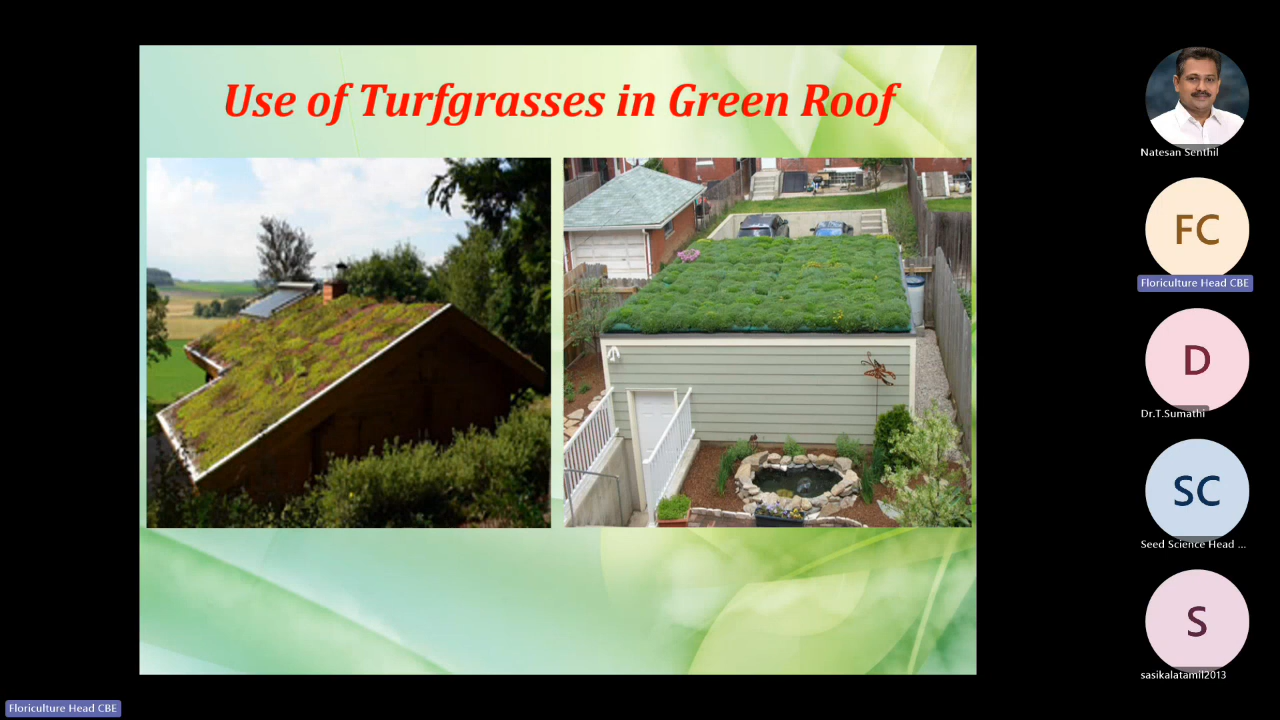 Use of Turfgrasses in Green Roof
Natesan Senthil
FC
Floriculture Head CBE
D
Dr.T.Sumathi
SC
Seed Science Head ...
S
sasikalatamil2013
Floriculture Head CBE